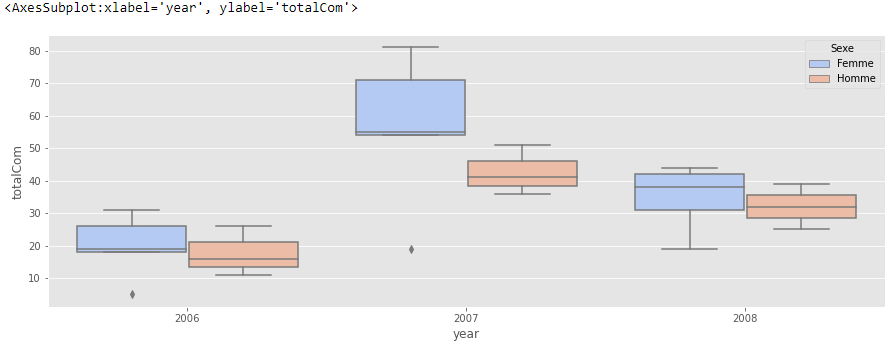 <AxesSubplot:xlabel='year', ylabel='totalCom'>
Sexe
Femme
Homme
80
70
60
50
40
30
20
10
totalCom
2006 2007 2008
year